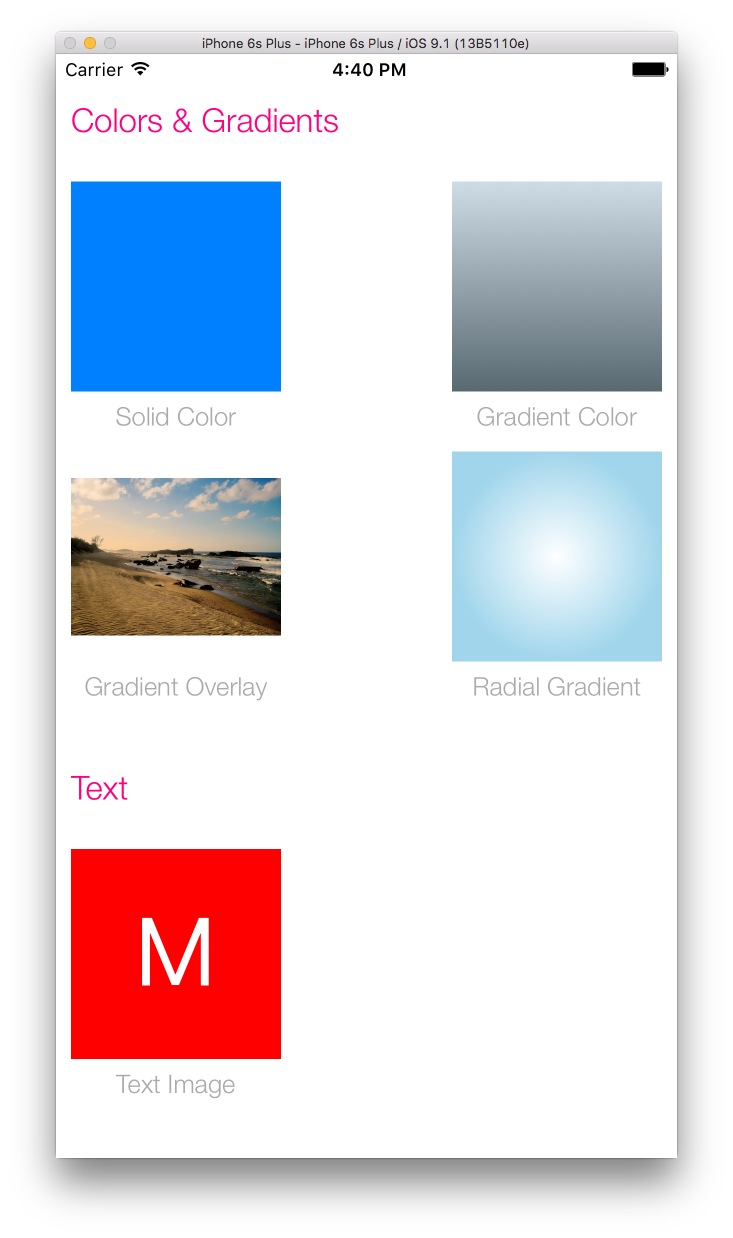 iPhone 6s Plus - iPhone 6s Plus / iOS 9.1 (13B5110e)
Carrier 4:40 PM
Colors & Gradients
Solid Color Gradient Color
Gradient Overlay Radial Gradient
Text
M
Text Image